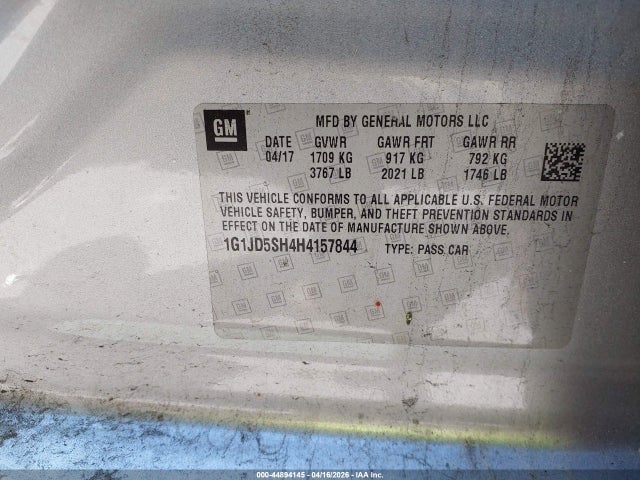 GM
MFD BY GENERAL MOTORS LLC
DATE GVWR GAWR FRT GAWR RR
04/17 1709 KG 917 KG 792 KG
3767 LB 2021 LB 1746 LB
THIS VEHICLE CONFORMS TO ALL APPLICABLE U.S. FEDERAL MOTOR
VEHICLE SAFETY, BUMPER, AND THEFT PREVENTION STANDARDS IN
EFFECT ON THE DATE OF MANUFACTURE SHOWN ABOVE.
1G1JD5SH4H4157844 TYPE: PASS CAR
000-44894145 - 04/16/2026 - IAA Inc.